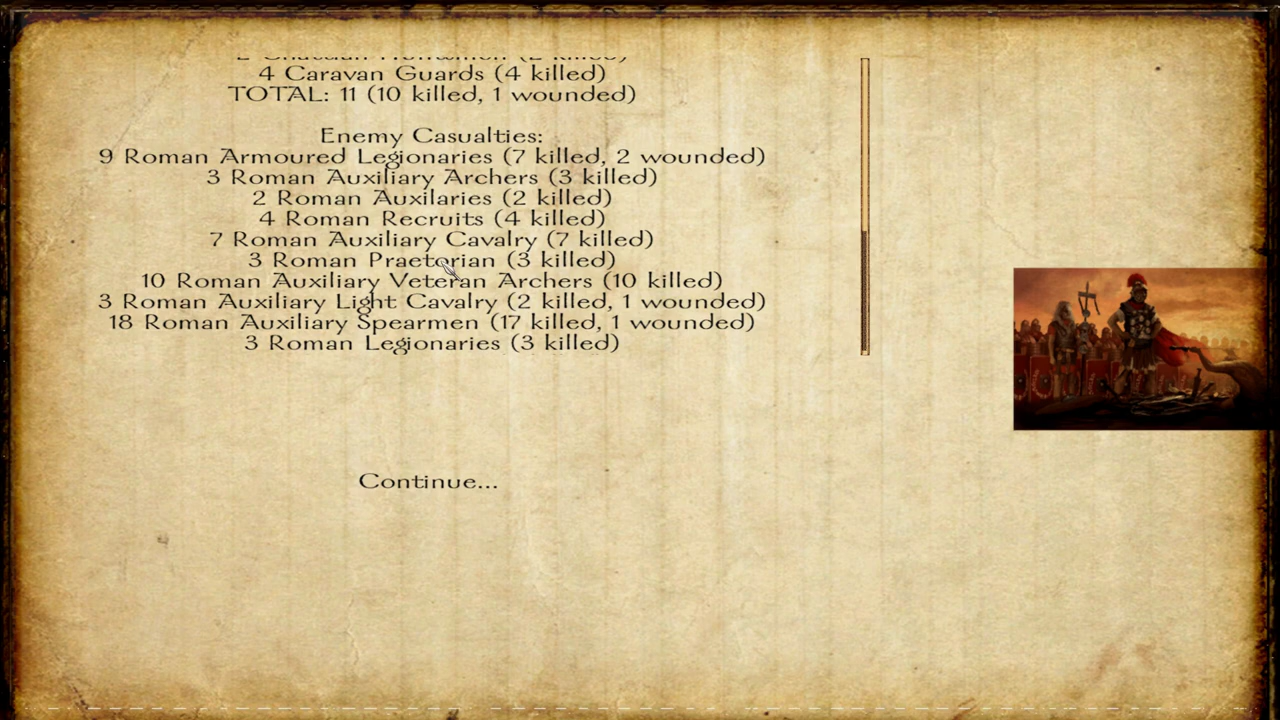 4 Caravan Guards (4 killed)
TOTAL: 11 (10 killed, 1 wounded)
Enemy Casualties:
9 Roman Armoured Legionaries (7 killed, 2 wounded)
3 Roman Auxiliary Archers (3 killed)
2 Roman Auxilaries (2 killed)
4 Roman Recruits (4 killed)
7 Roman Auxiliary Cavalry (7 killed)
3 Roman Praetorian (3 killed)
10 Roman Auxiliary Veteran Archers (10 killed)
3 Roman Auxiliary Light Cavalry (2 killed, 1 wounded)
18 Roman Auxiliary Spearmen (17 killed, 1 wounded)
3 Roman Legionaries (3 killed)
Continue...